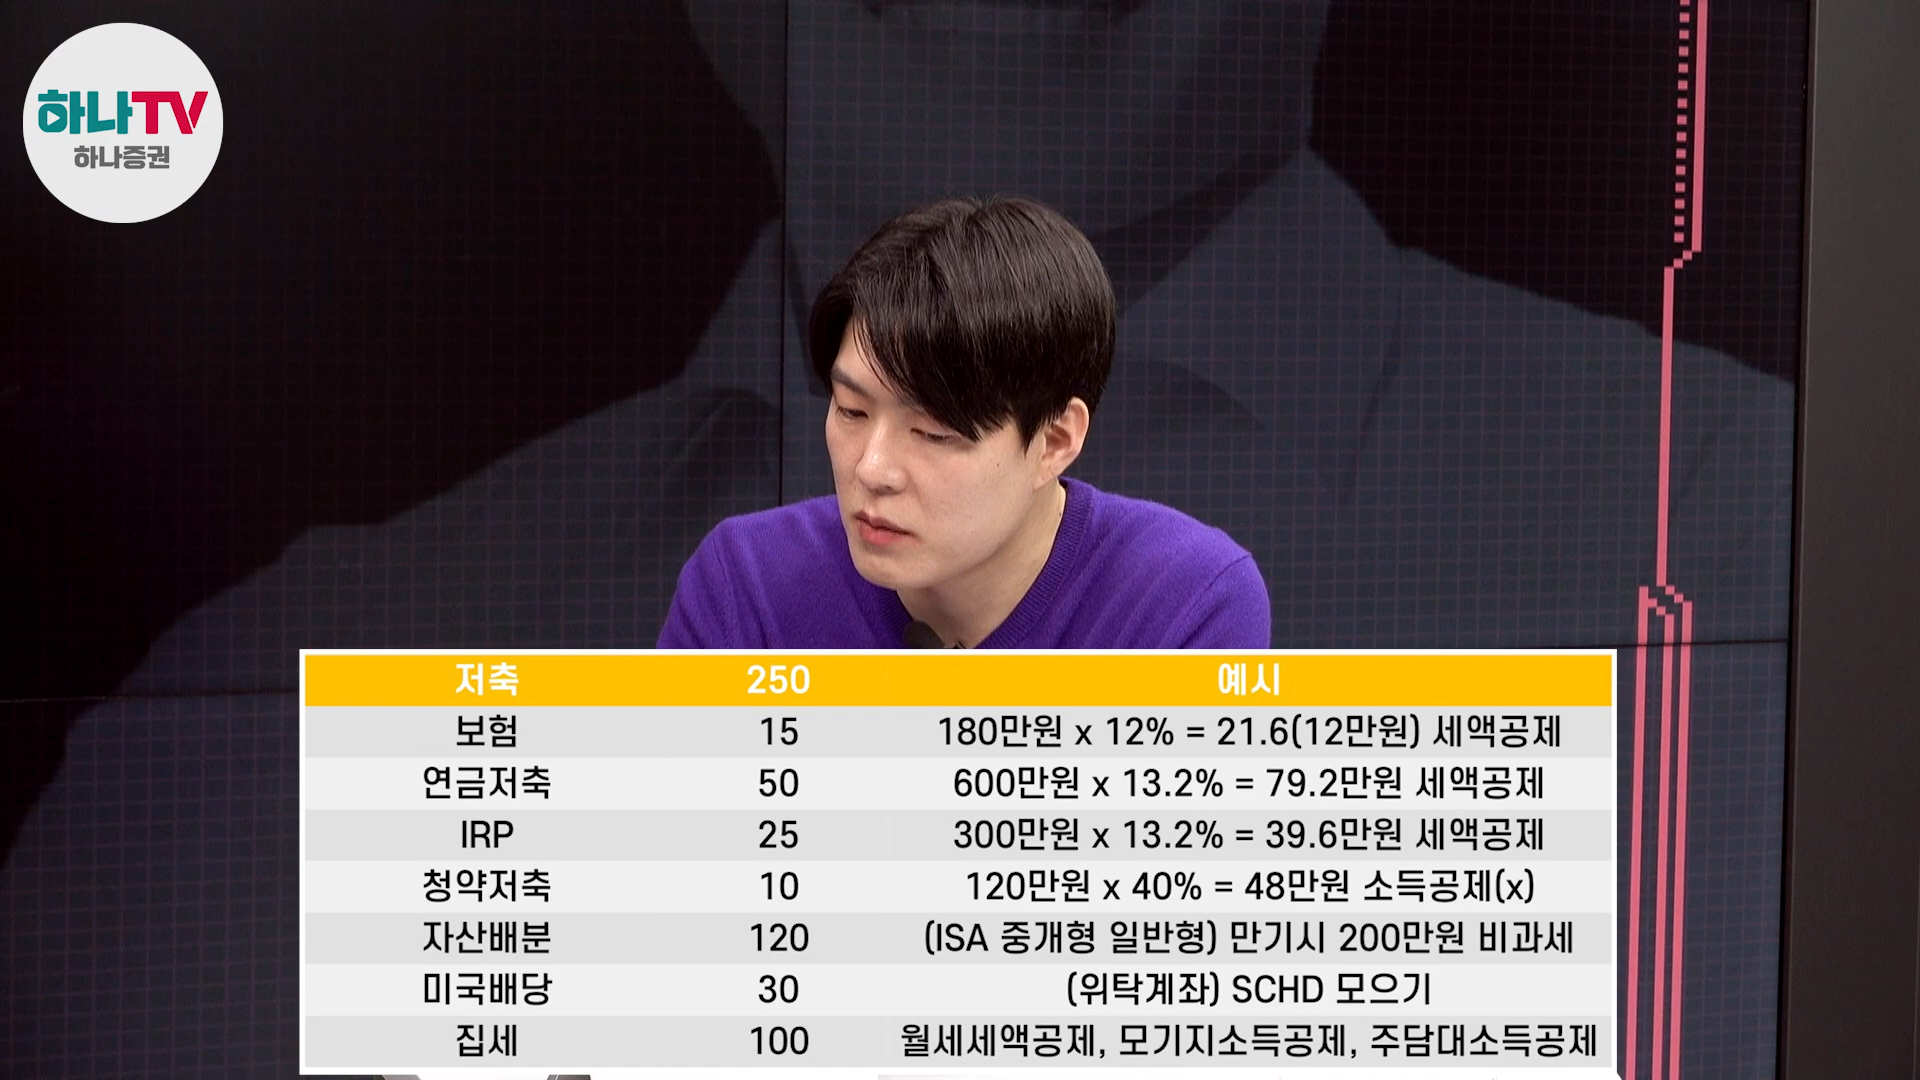 하나TV
하나증권
저축 250 예시
보험 15 180만원 x 12% = 21.6(12만원) 세액공제
연금저축 50 600만원 x 13.2% = 79.2만원 세액공제
IRP 25 300만원 x 13.2% = 39.6만원 세액공제
청약저축 10 120만원 x 40% = 48만원 소득공제(x)
자산배분 120 (ISA 중개형 일반형) 만기시 200만원 비과세
미국배당 30 (위탁계좌) SCHD 모으기
집세 100 월세세액공제, 모기지소득공제, 주담대소득공제